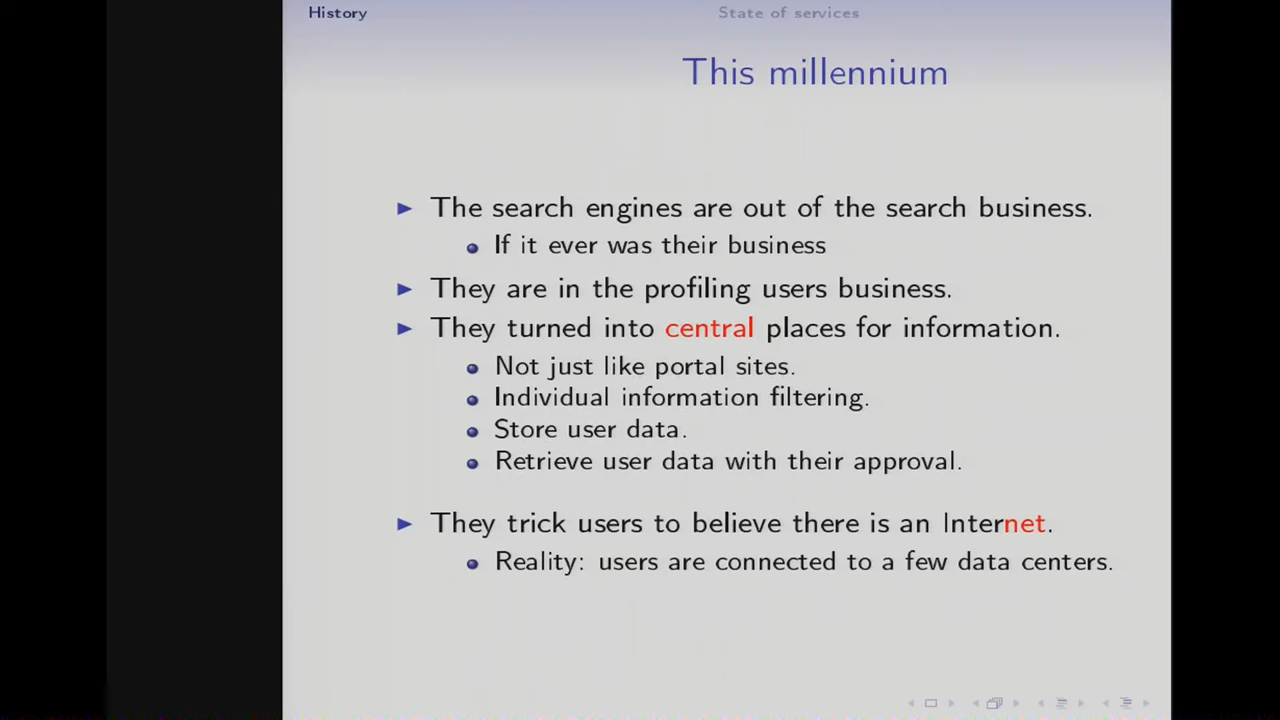 History State of services
This millennium
The search engines are out of the search business.
If it ever was their business
They are in the profiling users business.
They turned into central places for information.
Not just like portal sites.
Individual information filtering.
Store user data.
Retrieve user data with their approval.
They trick users to believe there is an Internet.
Reality: users are connected to a few data centers.